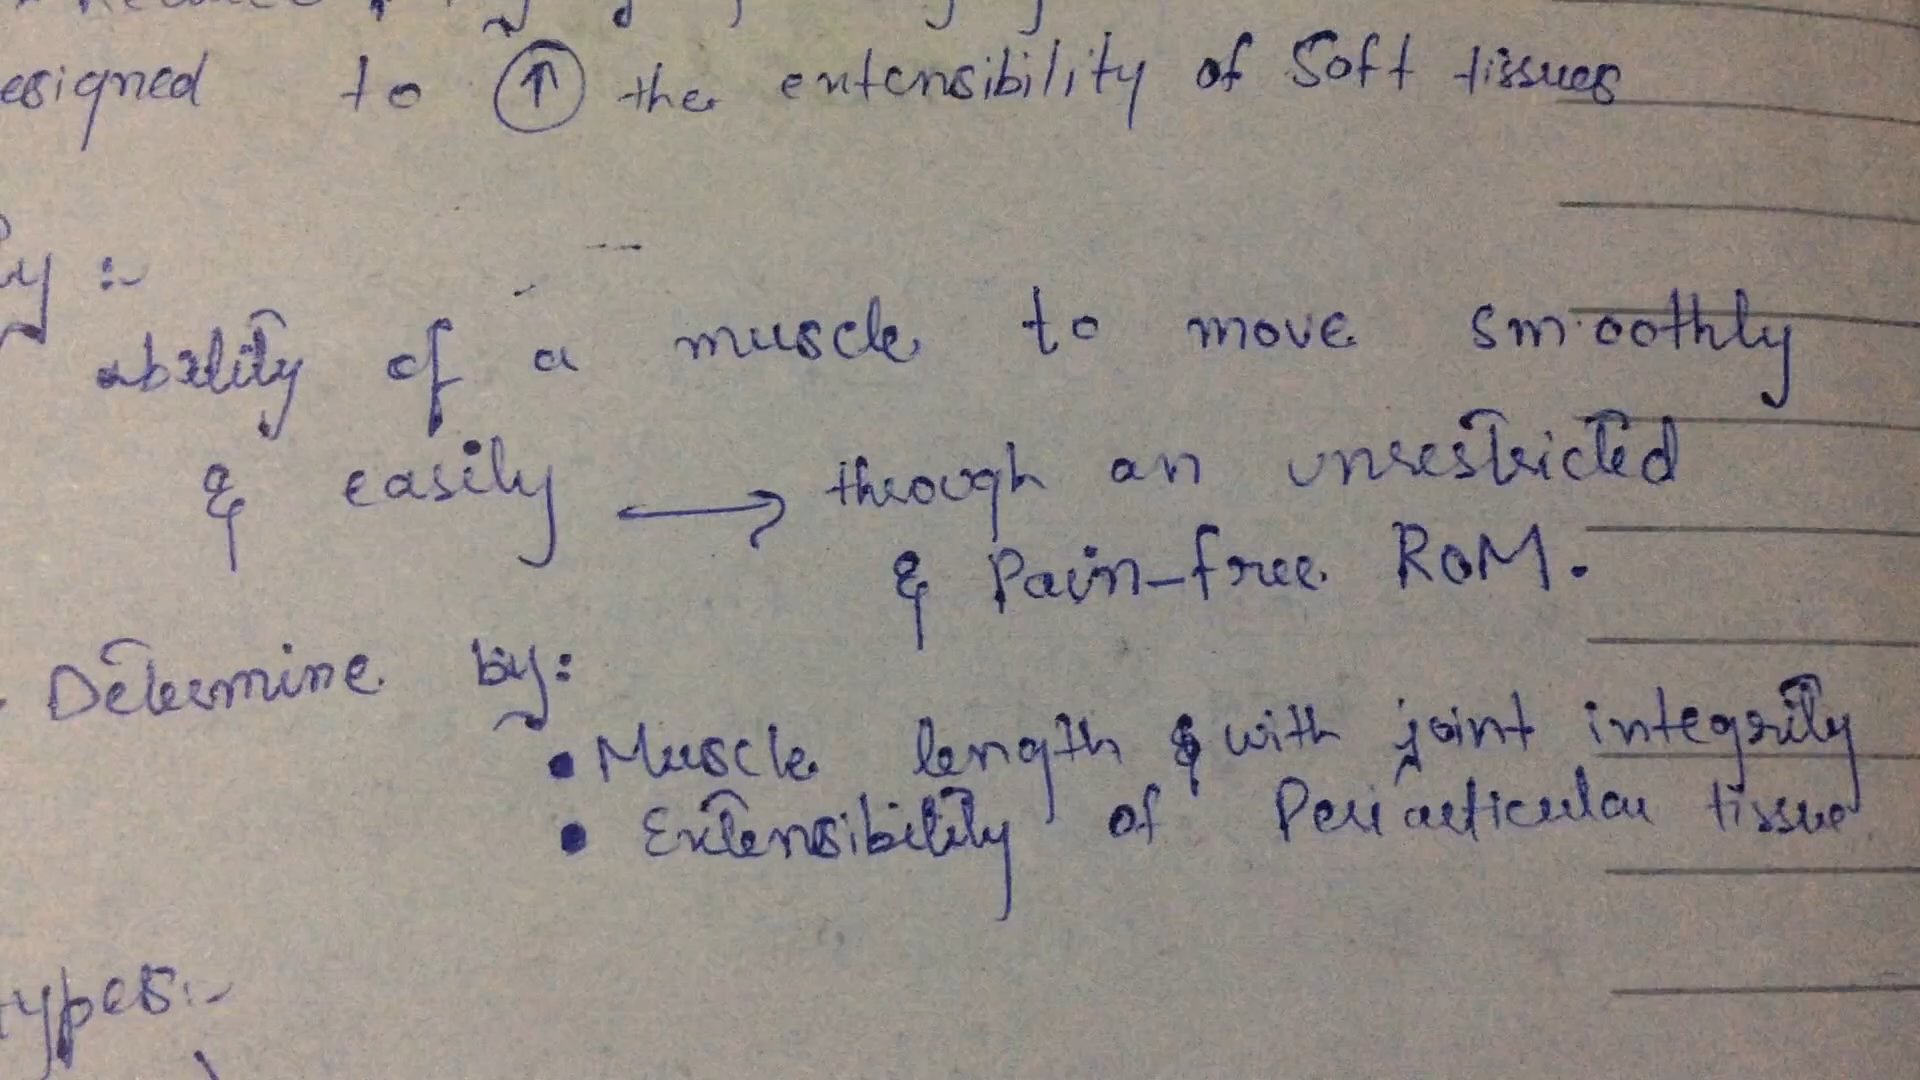 esigned to ↑ the extensibility of Soft tissues
y :-
ability of a muscle to move smoothly
& easily → through an unrestricted
& Pain-free ROM.
Determine by:
• Muscle length & with joint integrity
• Extensibility of Periarticular tissue
ypes:-